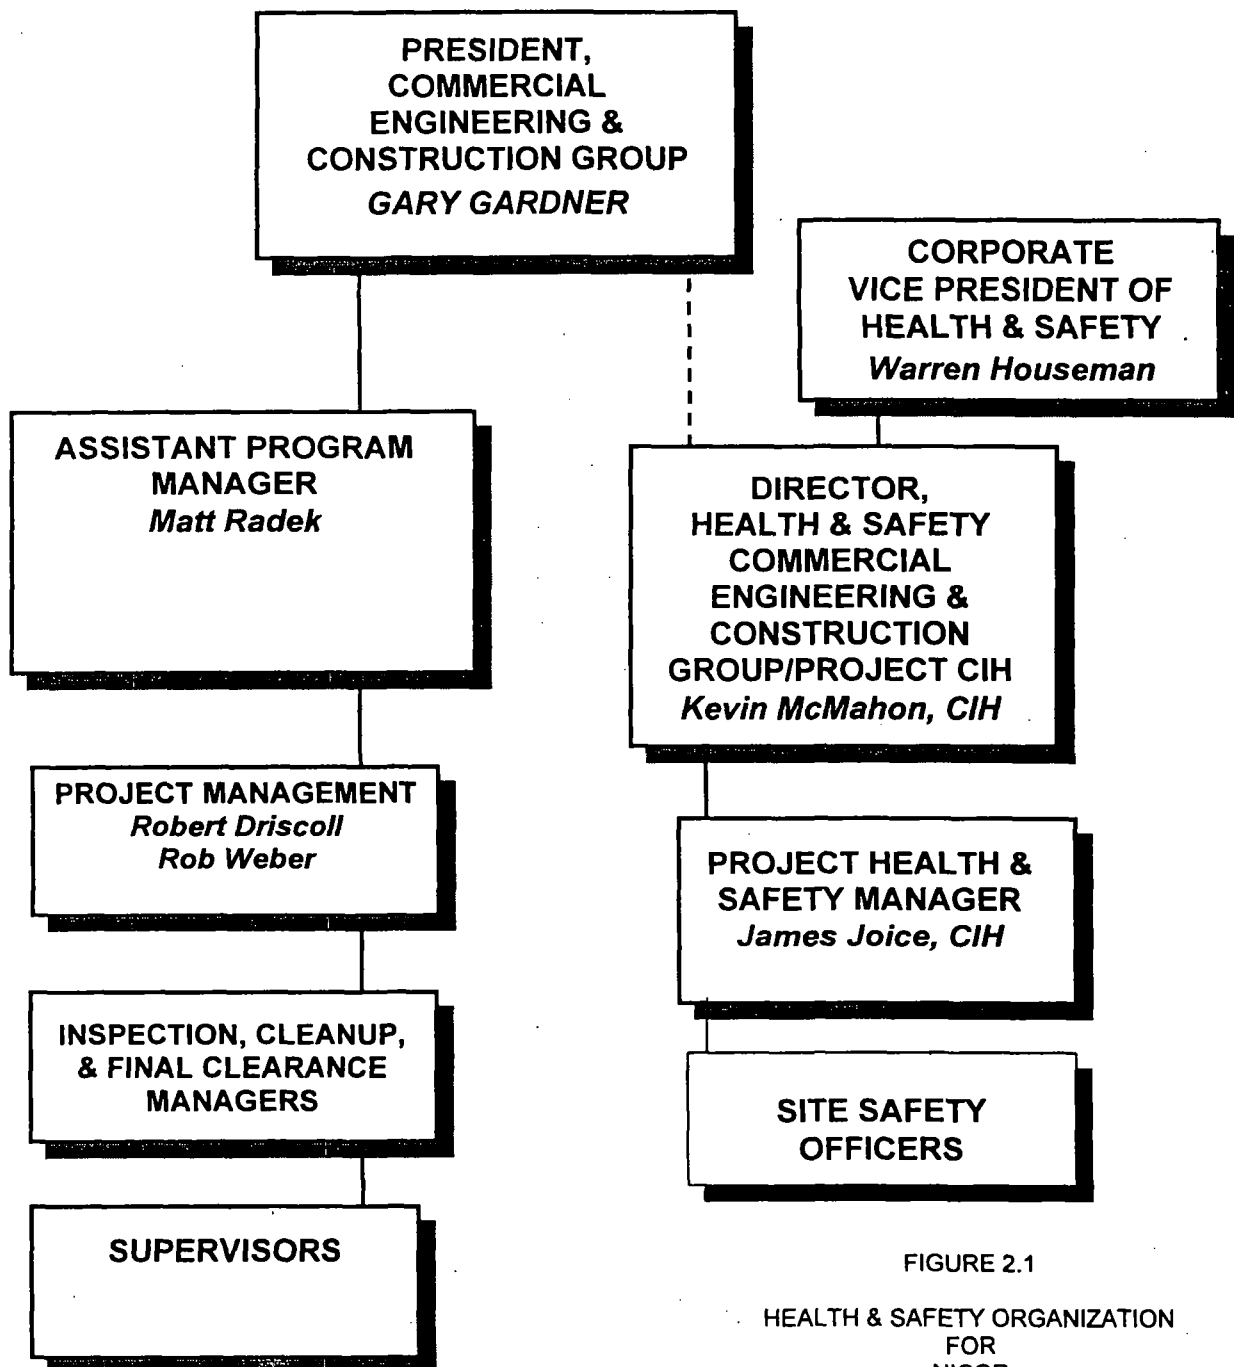 PRESIDENT,
COMMERCIAL
ENGINEERING &
CONSTRUCTION GROUP
GARY GARDNER
CORPORATE
VICE PRESIDENT OF
HEALTH & SAFETY
Warren Houseman
ASSISTANT PROGRAM
MANAGER
Matt Radek
DIRECTOR,
HEALTH & SAFETY
COMMERCIAL
ENGINEERING &
CONSTRUCTION
GROUP/PROJECT CIH
Kevin McMahon, CIH
PROJECT MANAGEMENT
Robert Driscoll
Rob Weber
PROJECT HEALTH &
SAFETY MANAGER
James Joice, CIH
INSPECTION, CLEANUP,
& FINAL CLEARANCE
MANAGERS
SITE SAFETY
OFFICERS
SUPERVISORS
FIGURE 2.1
HEALTH & SAFETY ORGANIZATION
FOR